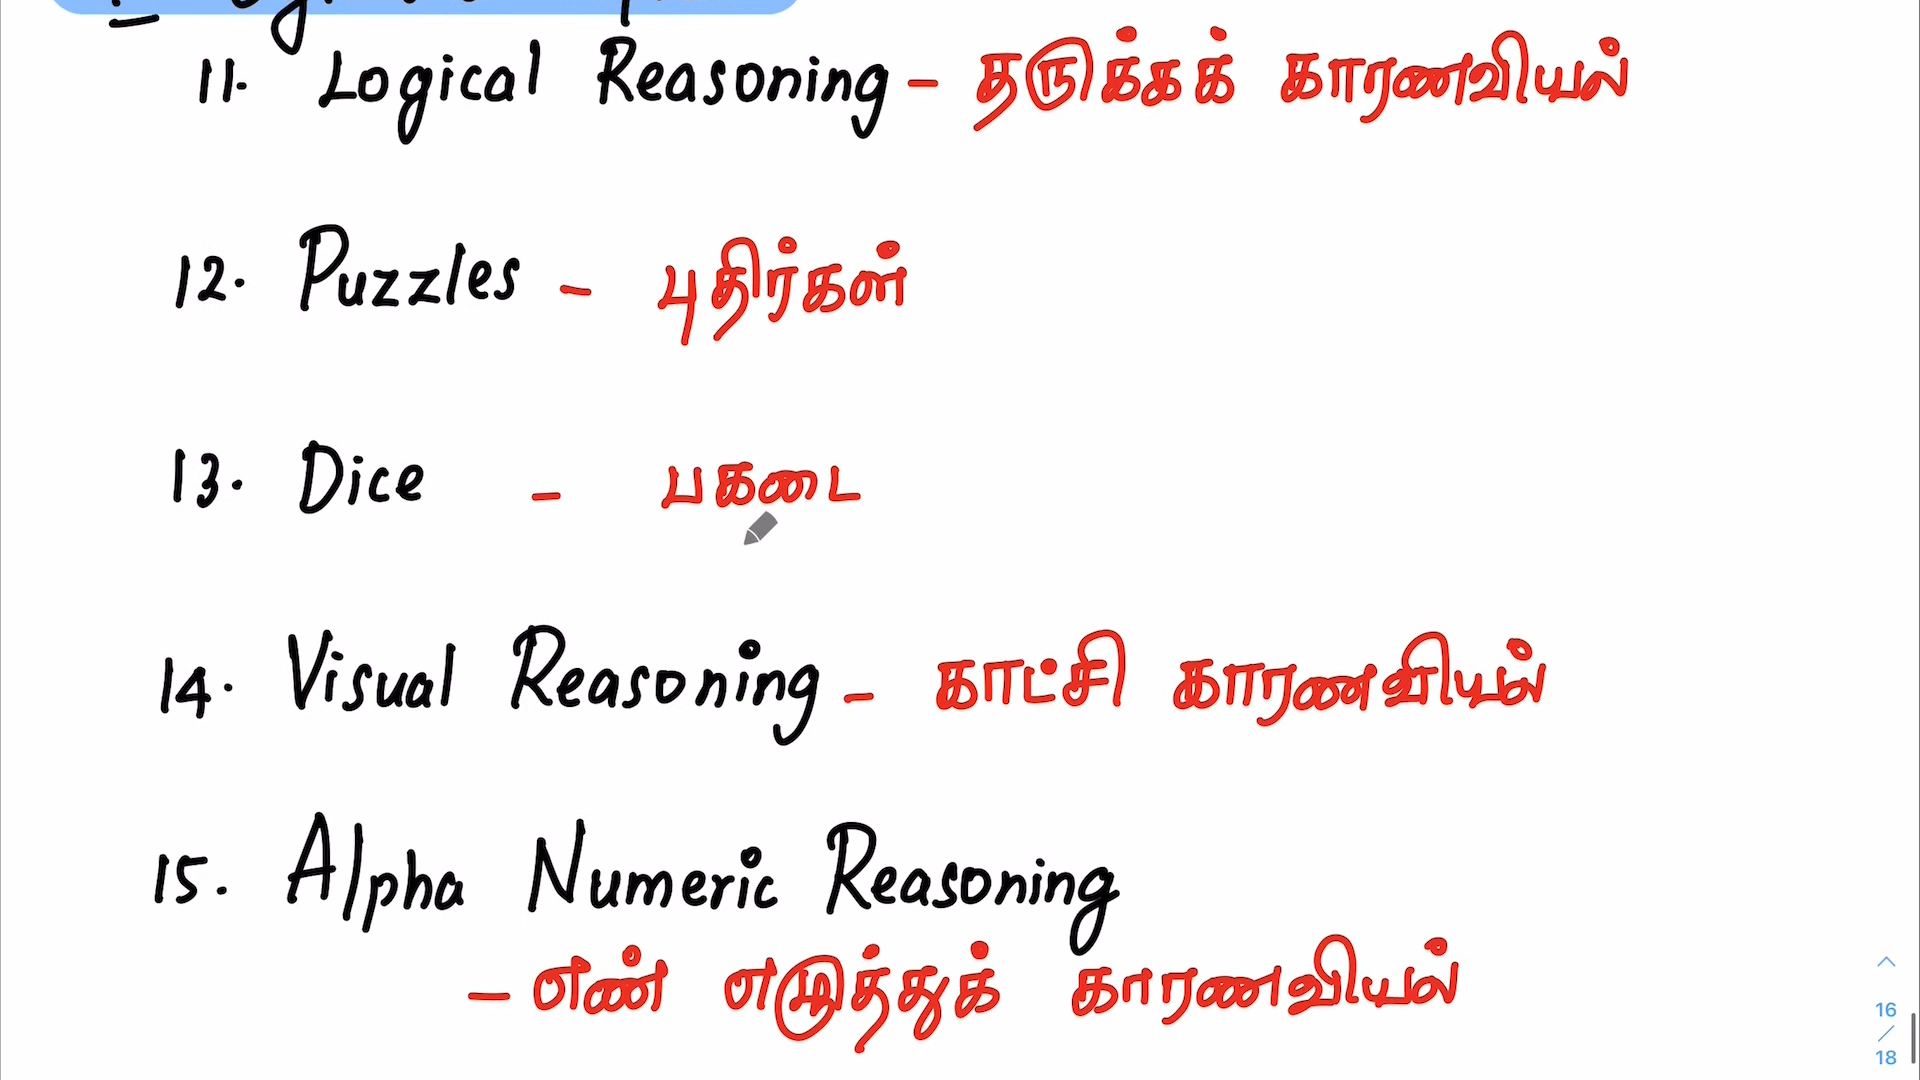 11. Logical Reasoning - தருக்கக் காரணவியல்
12. Puzzles - புதிர்கள்
13. Dice - பகடை
14. Visual Reasoning - காட்சி காரணவியல்
15. Alpha Numeric Reasoning
- எண் எழுத்துக் காரணவியல்
16
/
18